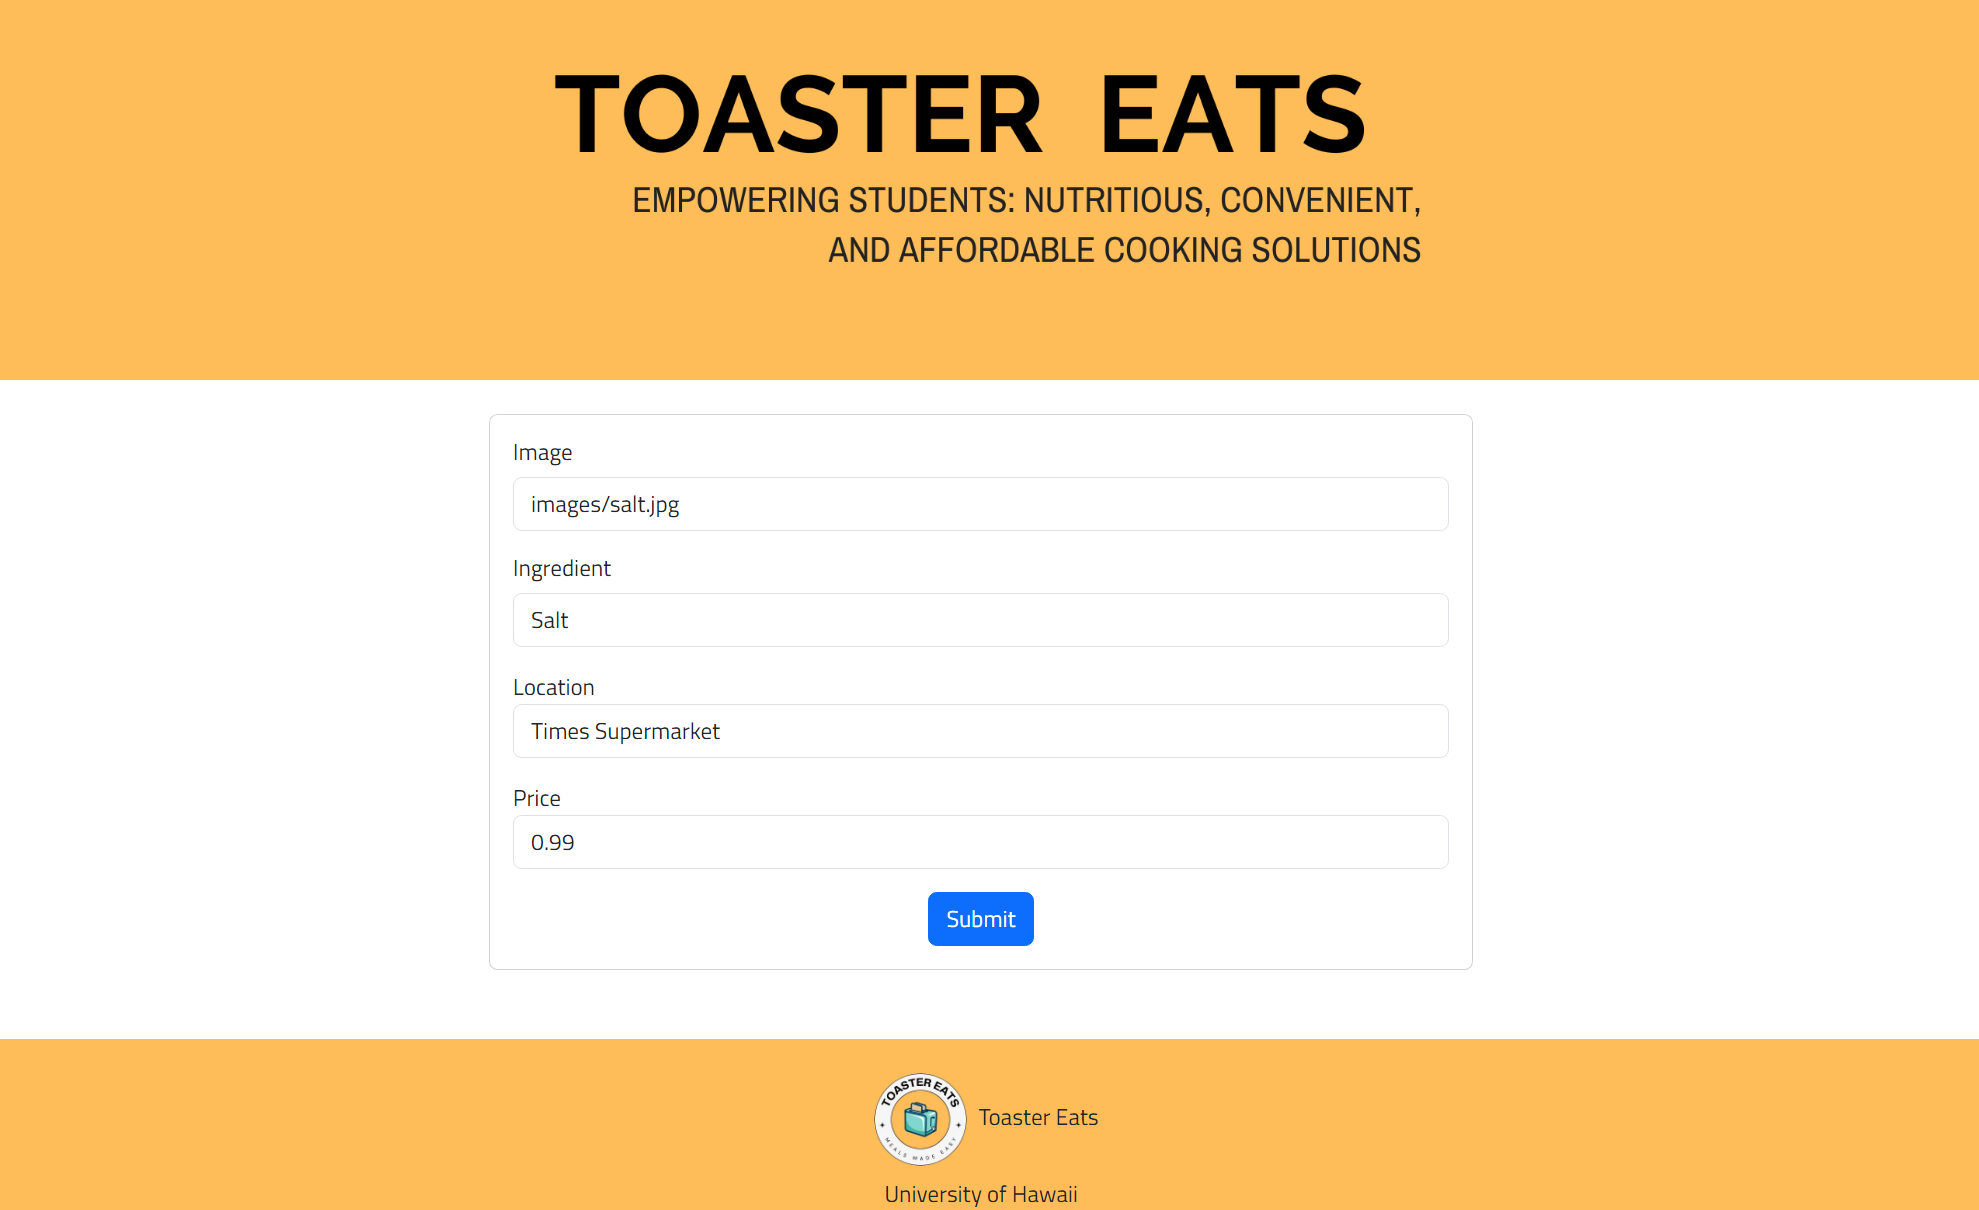 TOASTER EATS
EMPOWERING STUDENTS: NUTRITIOUS, CONVENIENT,
AND AFFORDABLE COOKING SOLUTIONS
Image
images/salt.jpg
Ingredient
Salt
Location
Times Supermarket
Price
0.99
Submit
TOASTER EATS
MEALS MADE EASY
Toaster Eats
University of Hawaii